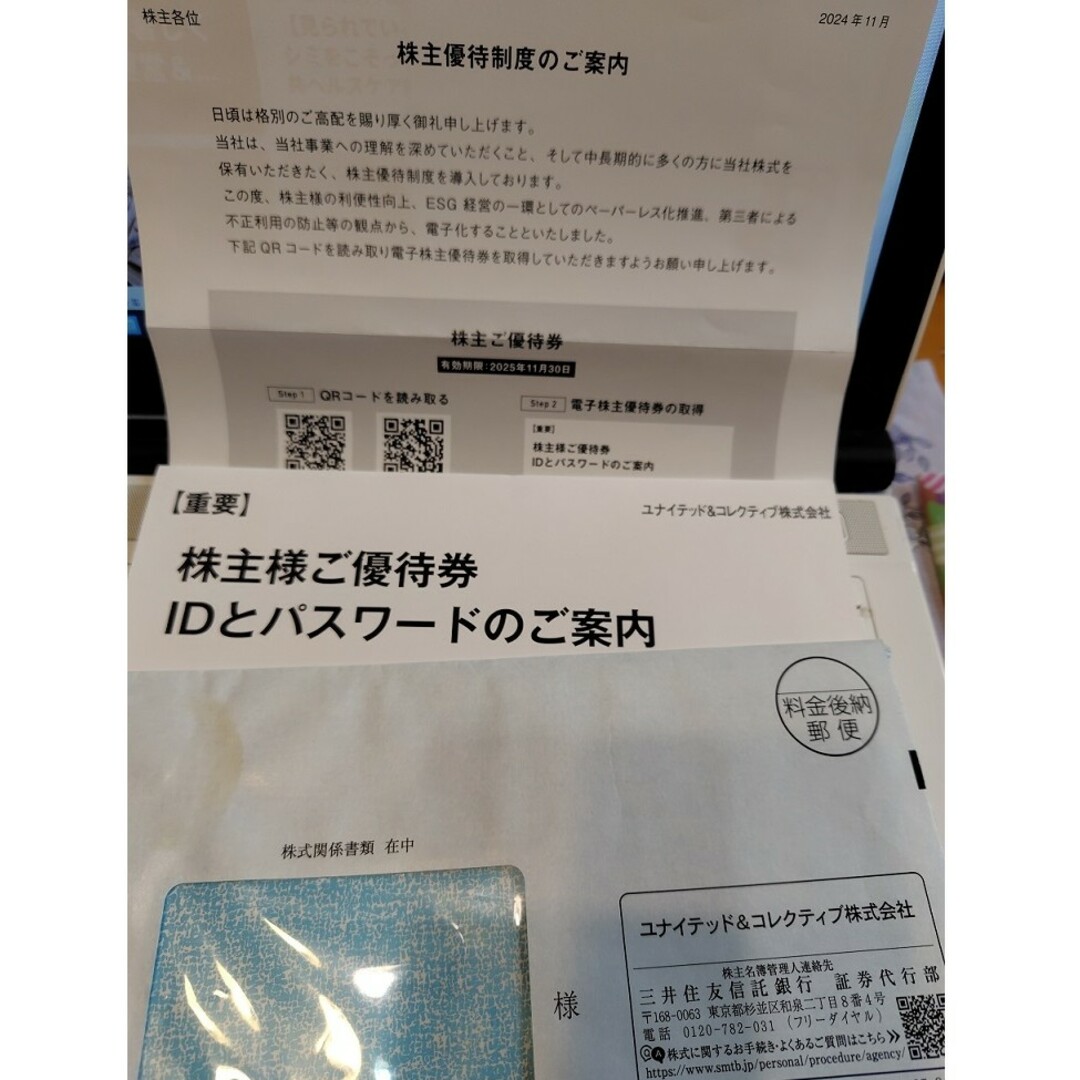 株主各位
2024年11月
株主優待制度のご案内
日頃は格別のご高配を賜り厚く御礼申し上げます。
当社は、当社事業への理解を深めていただくこと、そして中長期的に多くの方に当社株式を
保有いただきたく、株主優待制度を導入しております。
この度、株主様の利便性向上、ESG 経営の一環としてのペーパーレス化推進、第三者による
不正利用の防止等の観点から、電子化することといたしました。
下記 QR コードを読み取り電子株主優待券を取得していただきますようお願い申し上げます。
株主ご優待券
有効期限：2025年11月30日
Step 1 QRコードを読み取る
Step 2 電子株主優待券の取得
【重要】
株主様ご優待券
IDとパスワードのご案内
【重要】
ユナイテッド&コレクティブ株式会社
株主様ご優待券
IDとパスワードのご案内
料金後納
郵便
株式関係書類 在中
様
ユナイテッド&コレクティブ株式会社
株主名簿管理人連絡先
三井住友信託銀行 証券代行部
〒168-0063 東京都杉並区和泉二丁目8番4号
電話 0120-782-031 (フリーダイヤル)
QA 株式に関するお手続き・よくあるご質問はこちら
https://www.smtb.jp/personal/procedure/agency/